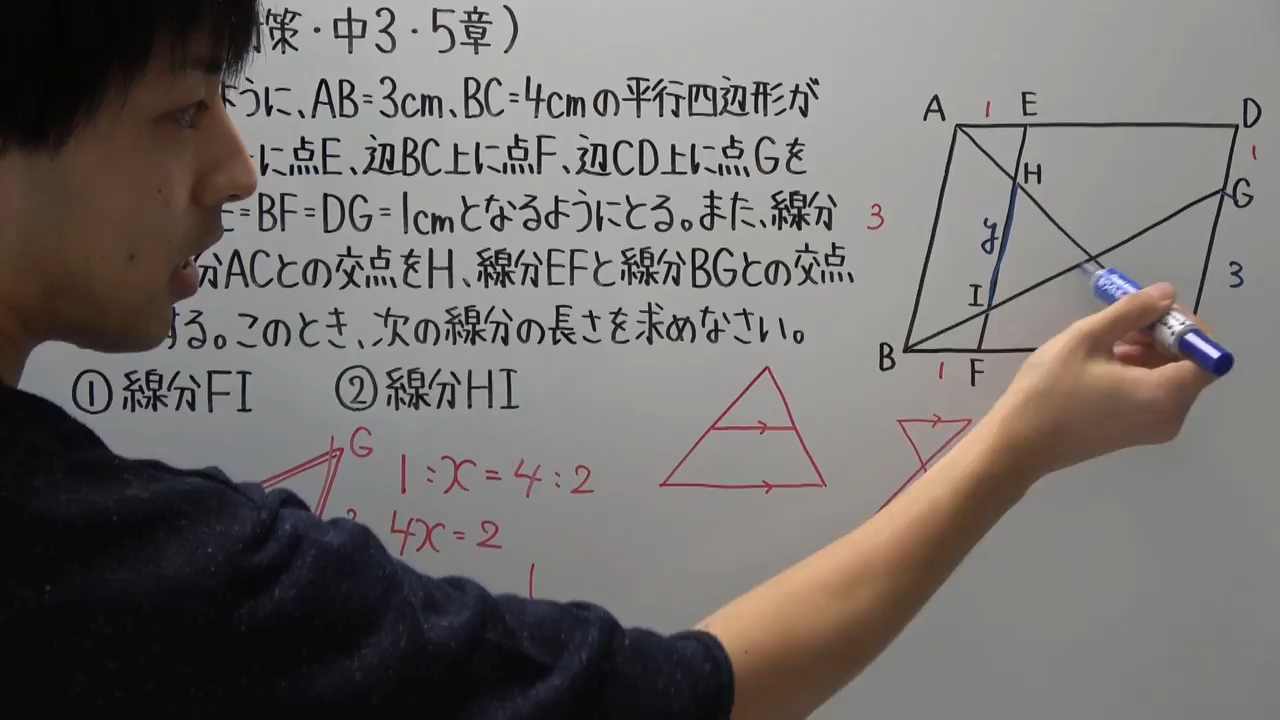 策・中3・5章)
ように、AB=3cm、BC=4cmの平行四辺形が
に点E、辺BC上に点F、辺CD上に点Gを
=BF=DG=1cmとなるようにとる。また、線分
分ACとの交点をH、線分EFと線分BGとの交点
する。このとき、次の線分の長さを求めなさい。
①線分FI ②線分HI
G
1:x=4:2
4x=2
1
A 1 E D
1
H
G
3
y
3
I
B 1 F